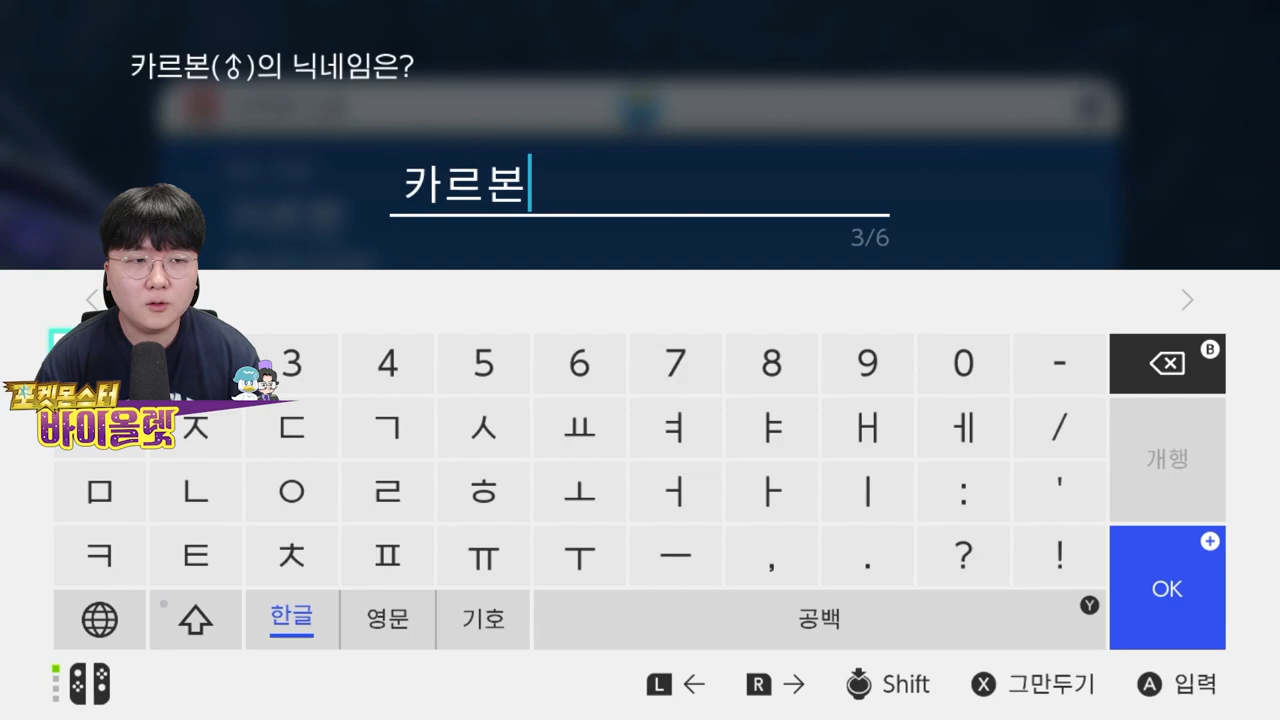 카르본(♂)의 닉네임은?
카르본
3/6
3 4 5 6 7 8 9 0 - B
ㅈ ㄷ ㄱ ㅅ ㅛ ㅕ ㅑ ㅐ ㅔ / 개행
ㅁ ㄴ ㅇ ㄹ ㅎ ㅗ ㅓ ㅏ ㅣ : '
ㅋ ㅌ ㅊ ㅍ ㅠ ㅜ ㅡ , . ? ! + OK
한글 영문 기호 공백 Y
포켓몬스터
바이올렛
L ← R → Shift X 그만두기 A 입력